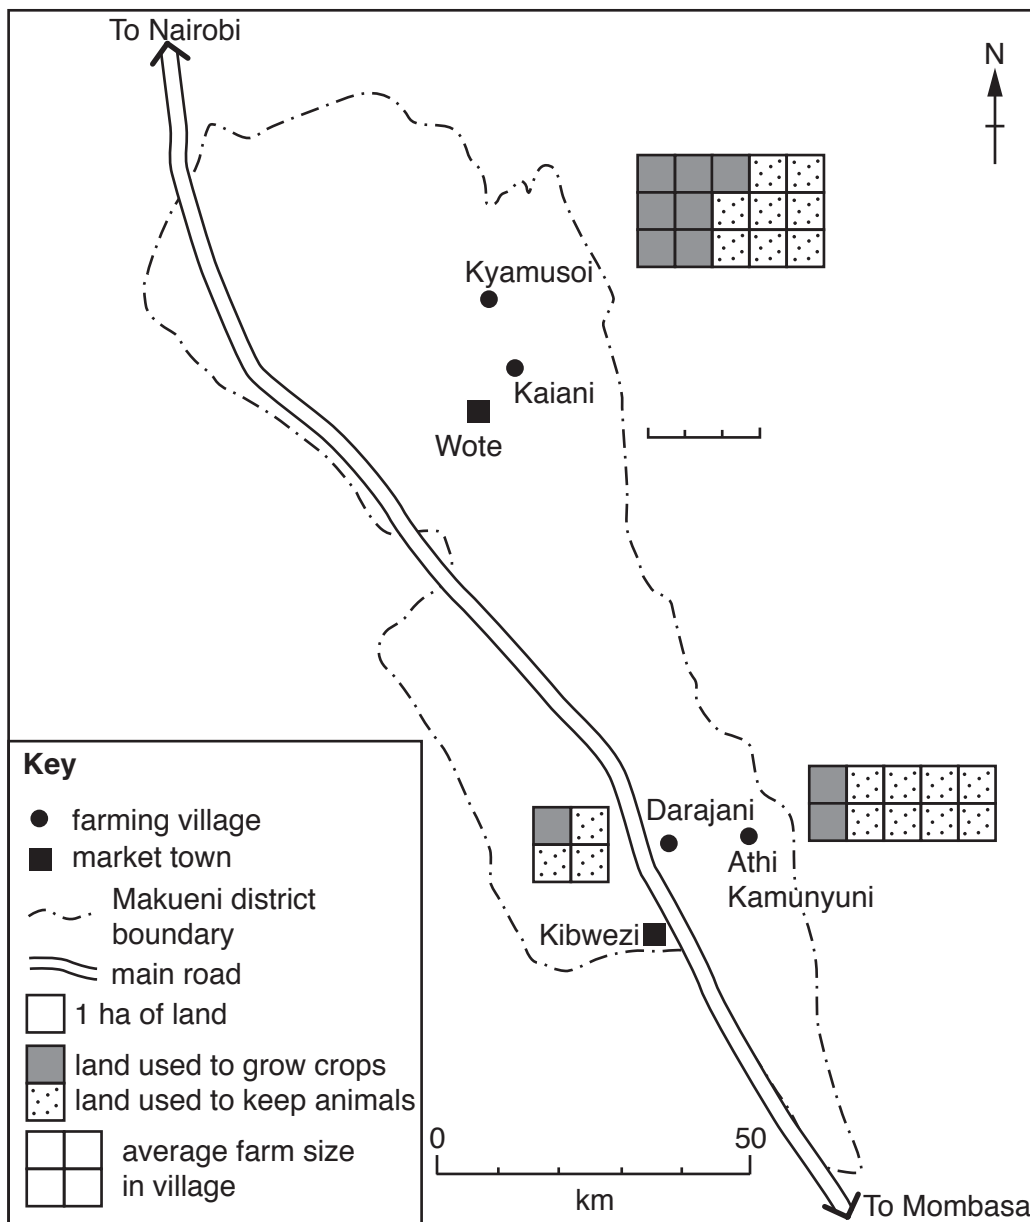 To Nairobi
N
Kyamusoi
Kaiani
Wote
Darajani
Athi
Kamunyuni
Kibwezi
Key
farming village
market town
Makueni district
boundary
main road
1 ha of land
land used to grow crops
land used to keep animals
average farm size
in village
0 50
km
To Mombasa